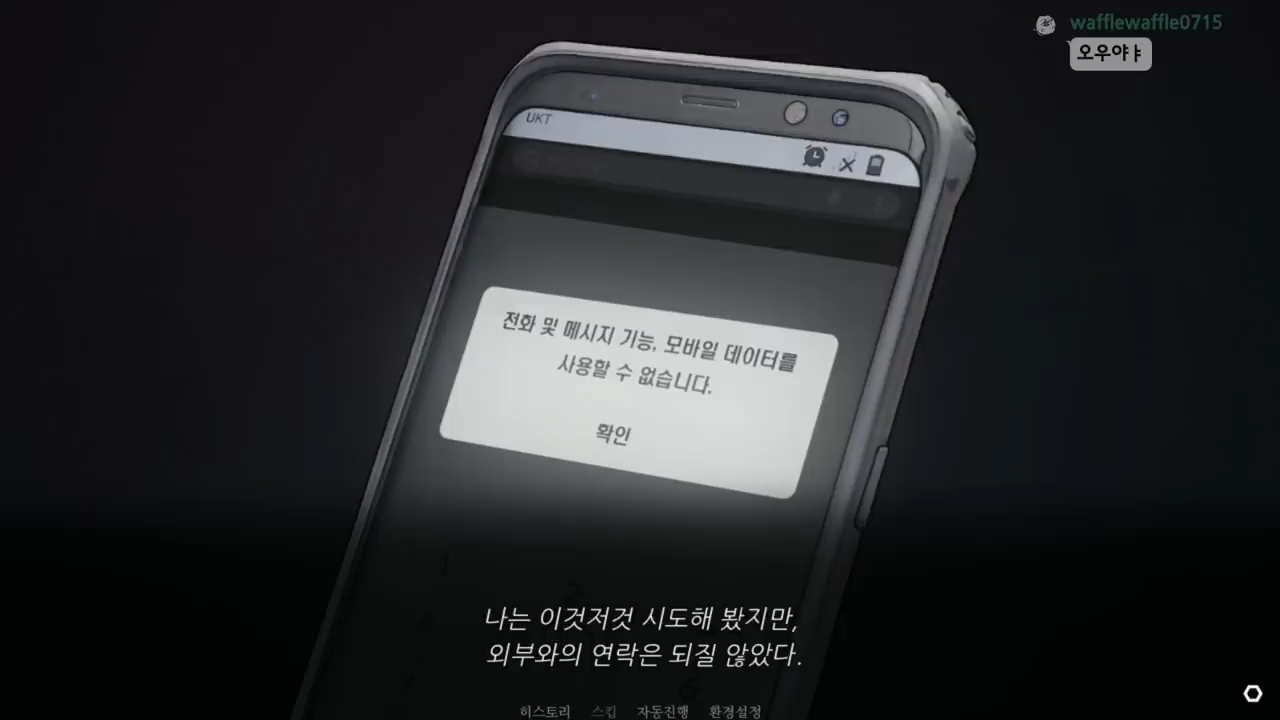 wafflewaffle0715
오우야ㅑ
UKT
전화 및 메시지 기능, 모바일 데이터를
사용할 수 없습니다.
확인
나는 이것저것 시도해 봤지만,
외부와의 연락은 되질 않았다.
히스토리 스킵 자동진행 환경설정